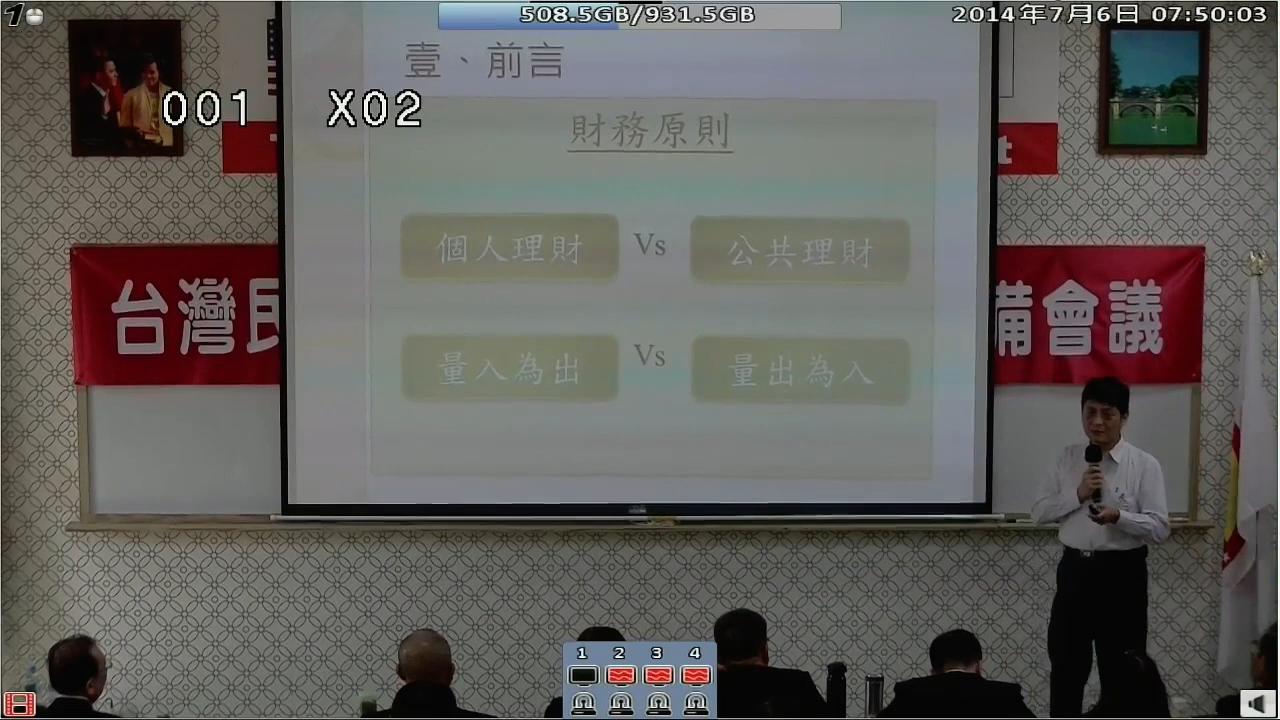 1
508.5GB/931.5GB
2014年7月6日 07:50:03
001 X02
壹、前言
財務原則
個人理財 Vs 公共理財
量入為出 Vs 量出為入
t
台灣民
備會議
1 2 3 4